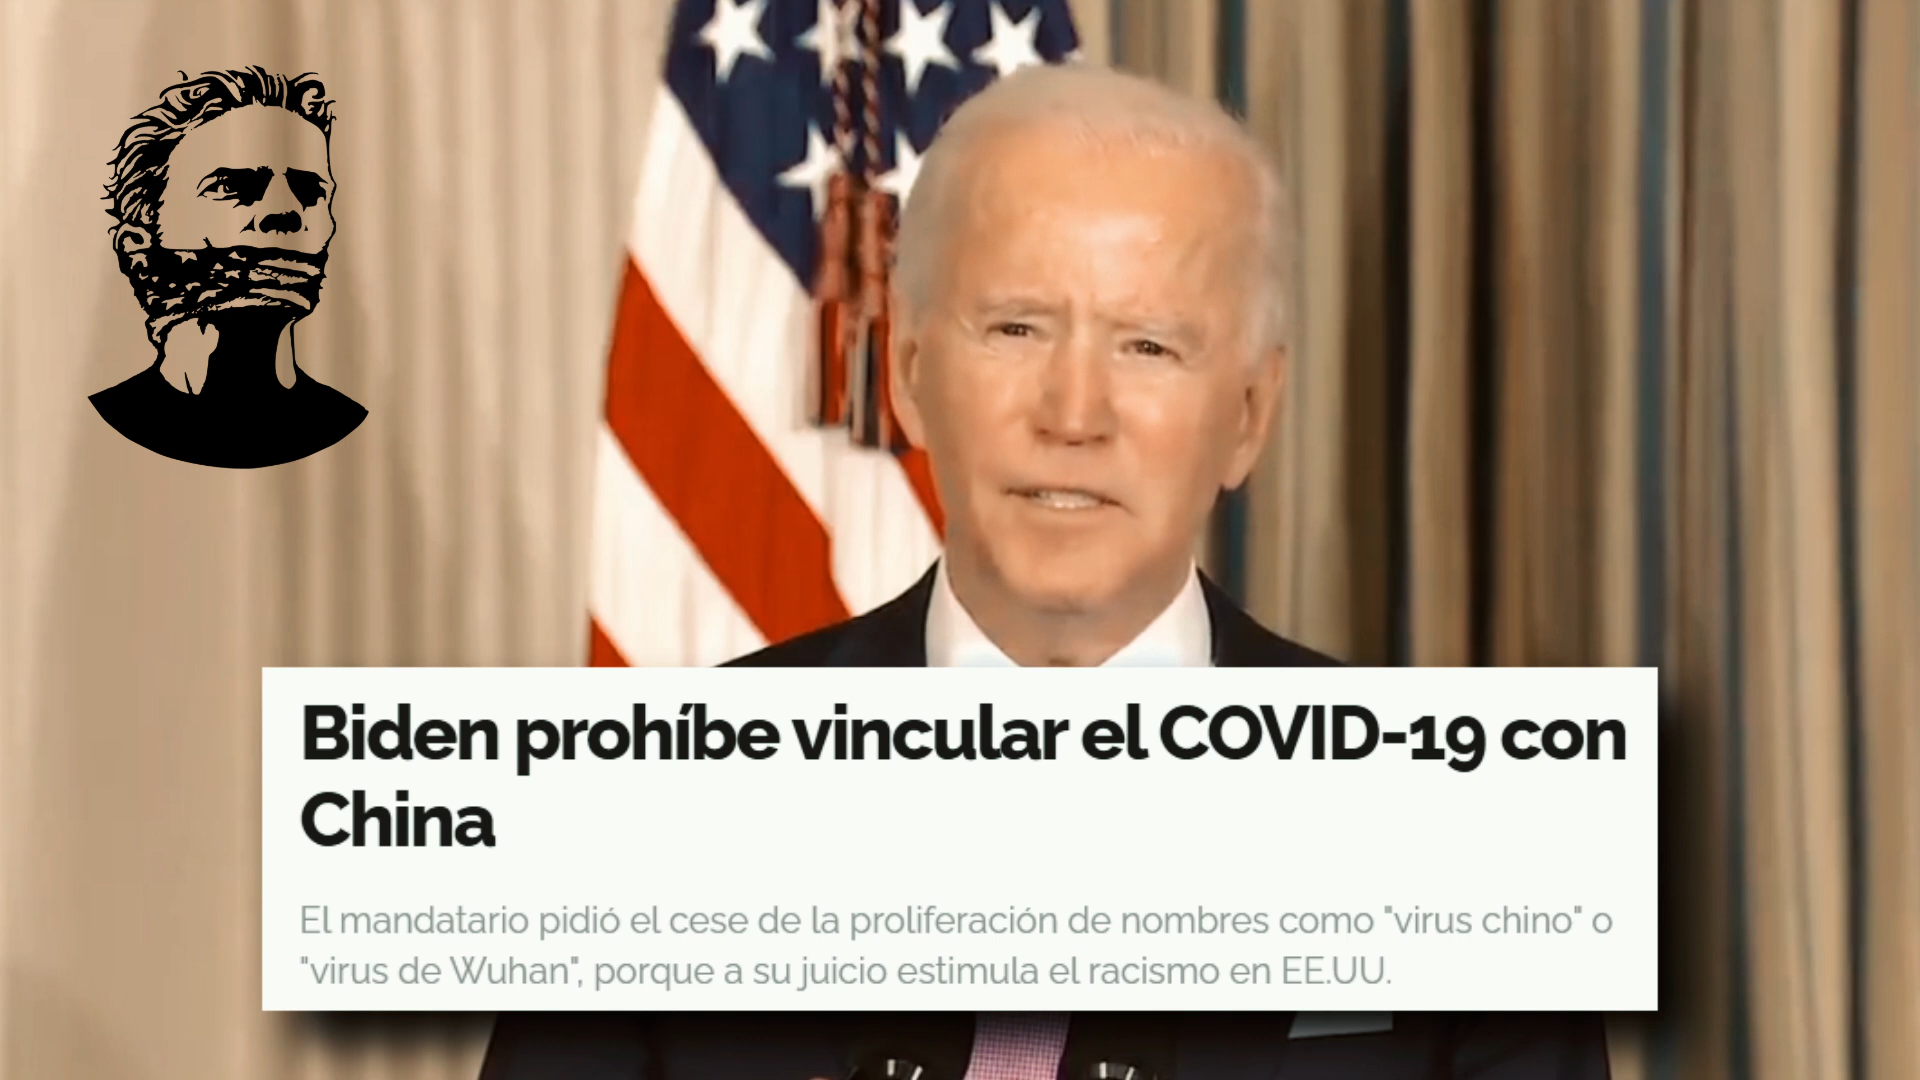 Biden prohíbe vincular el COVID-19 con
China
El mandatario pidió el cese de la proliferación de nombres como "virus chino" o
"virus de Wuhan", porque a su juicio estimula el racismo en EE.UU.